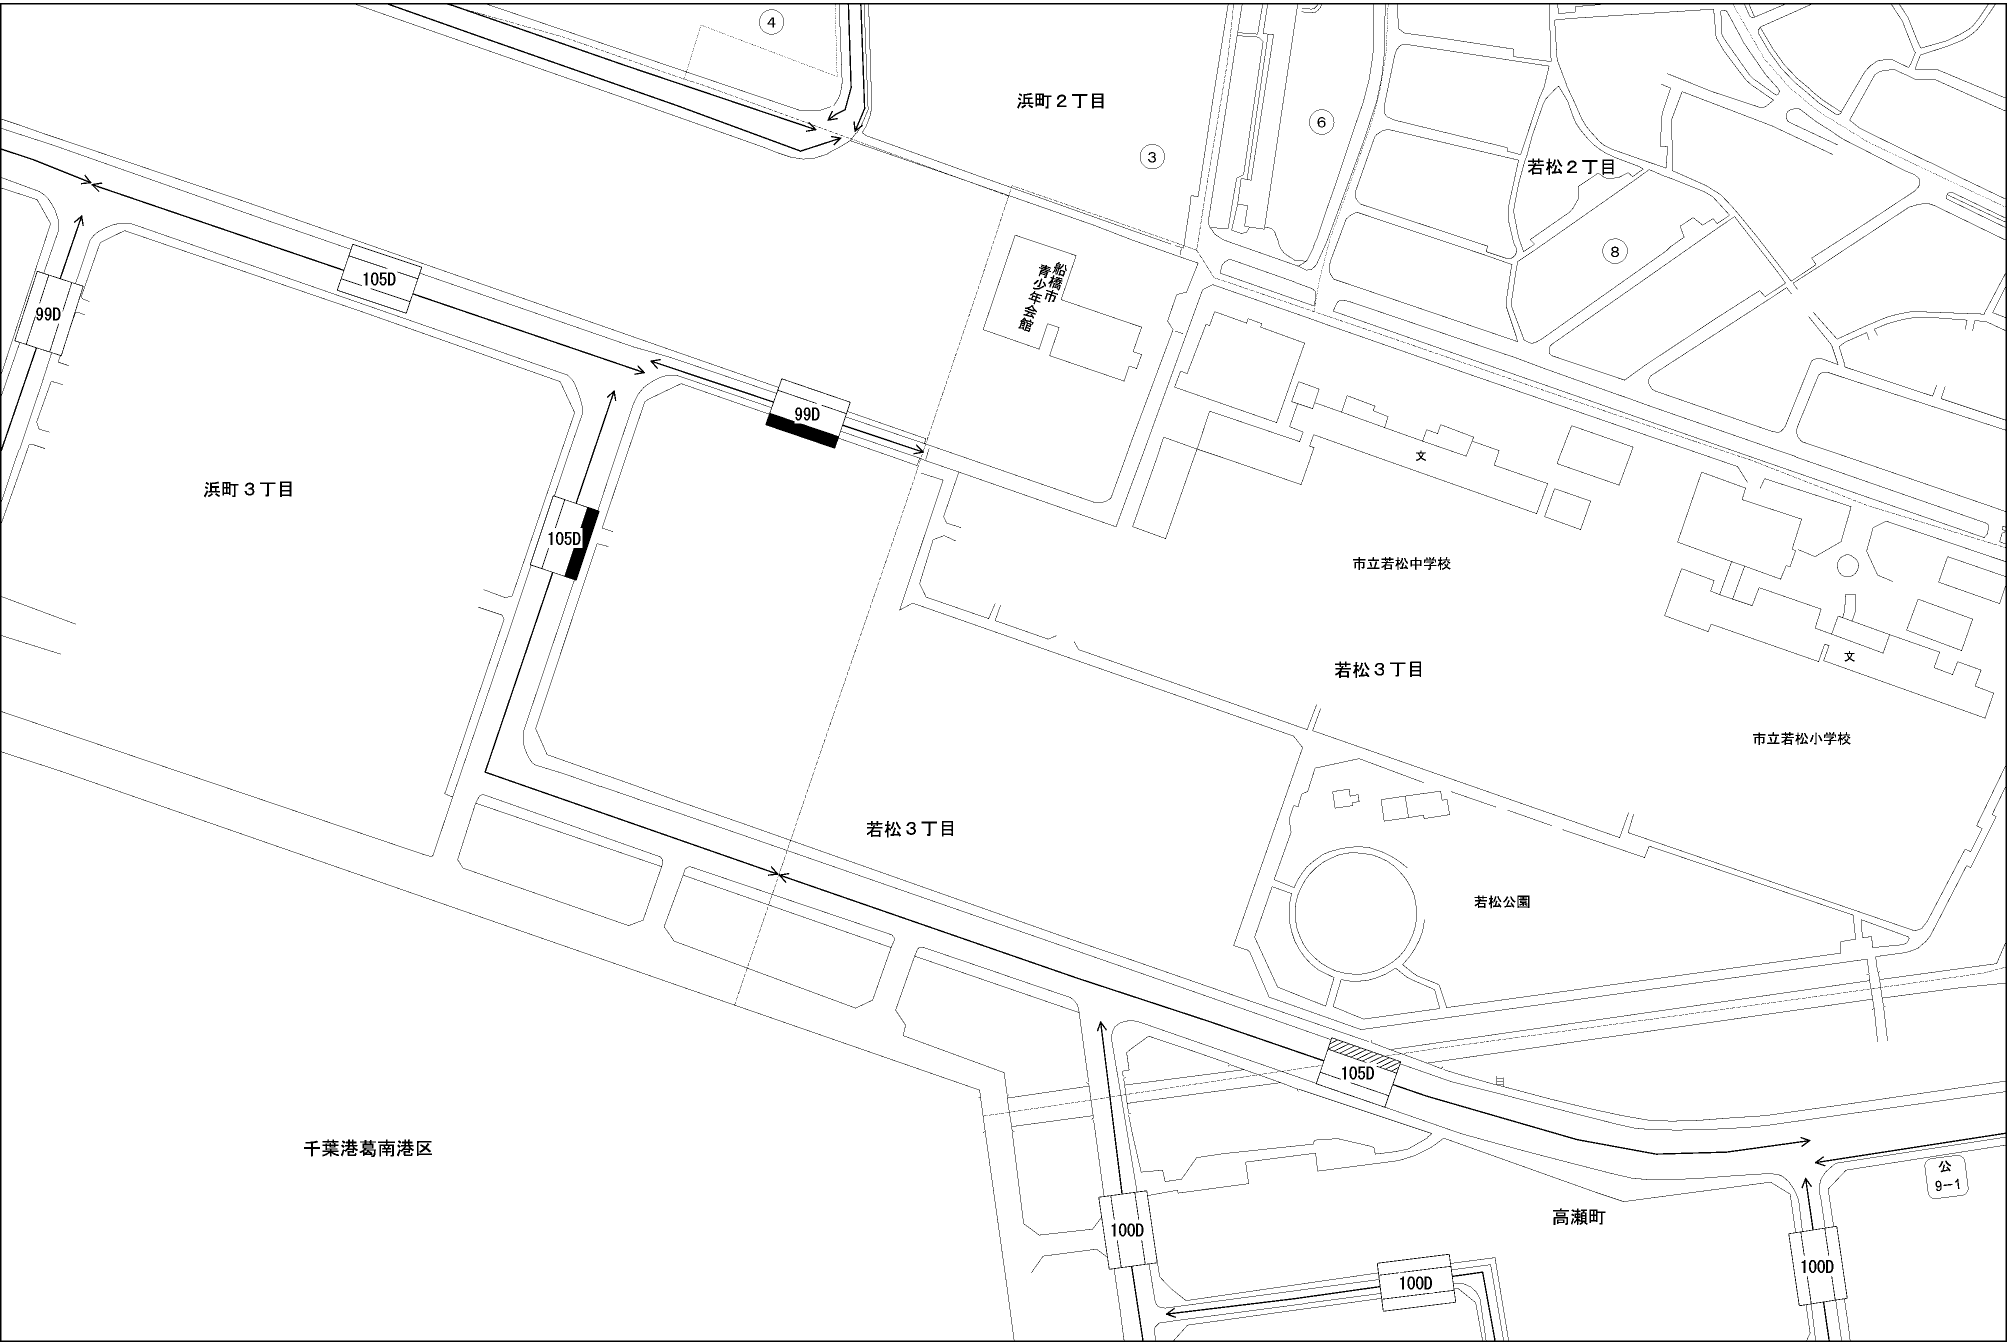 ④
浜町２丁目
⑥
③
若松２丁目
⑧
船橋市
青少年会館
105D
99D
99D
文
浜町３丁目
105D
市立若松中学校
若松３丁目
文
市立若松小学校
若松３丁目
若松公園
105D
千葉港葛南港区
公
9-1
高瀬町
100D
100D
100D